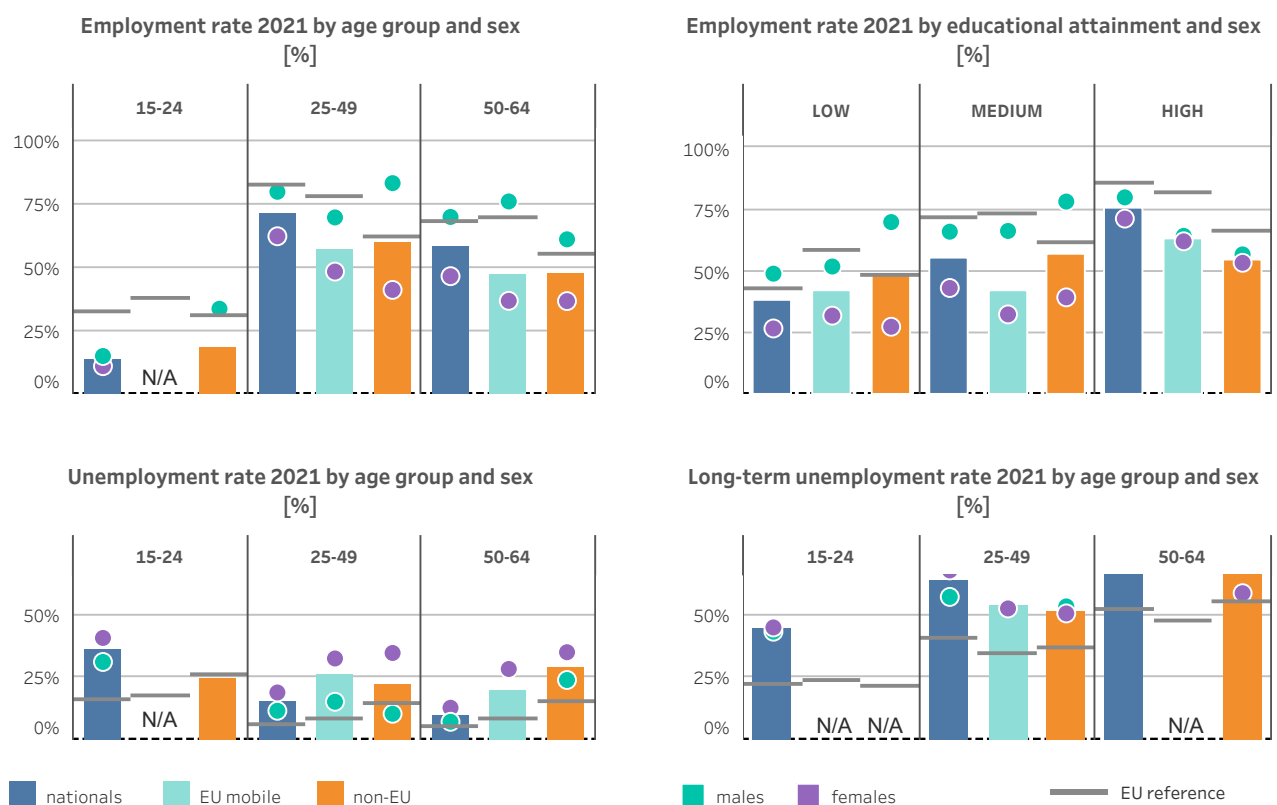 Employment rate 2021 by age group and sex
[%]
15-24 25-49 50-64
100%
75%
50%
25%
0%
N/A
Employment rate 2021 by educational attainment and sex
[%]
LOW MEDIUM HIGH
100%
75%
50%
25%
0%
Unemployment rate 2021 by age group and sex
[%]
15-24 25-49 50-64
50%
25%
0%
N/A
Long-term unemployment rate 2021 by age group and sex
[%]
15-24 25-49 50-64
50%
25%
0%
N/A N/A N/A
nationals EU mobile non-EU males females EU reference